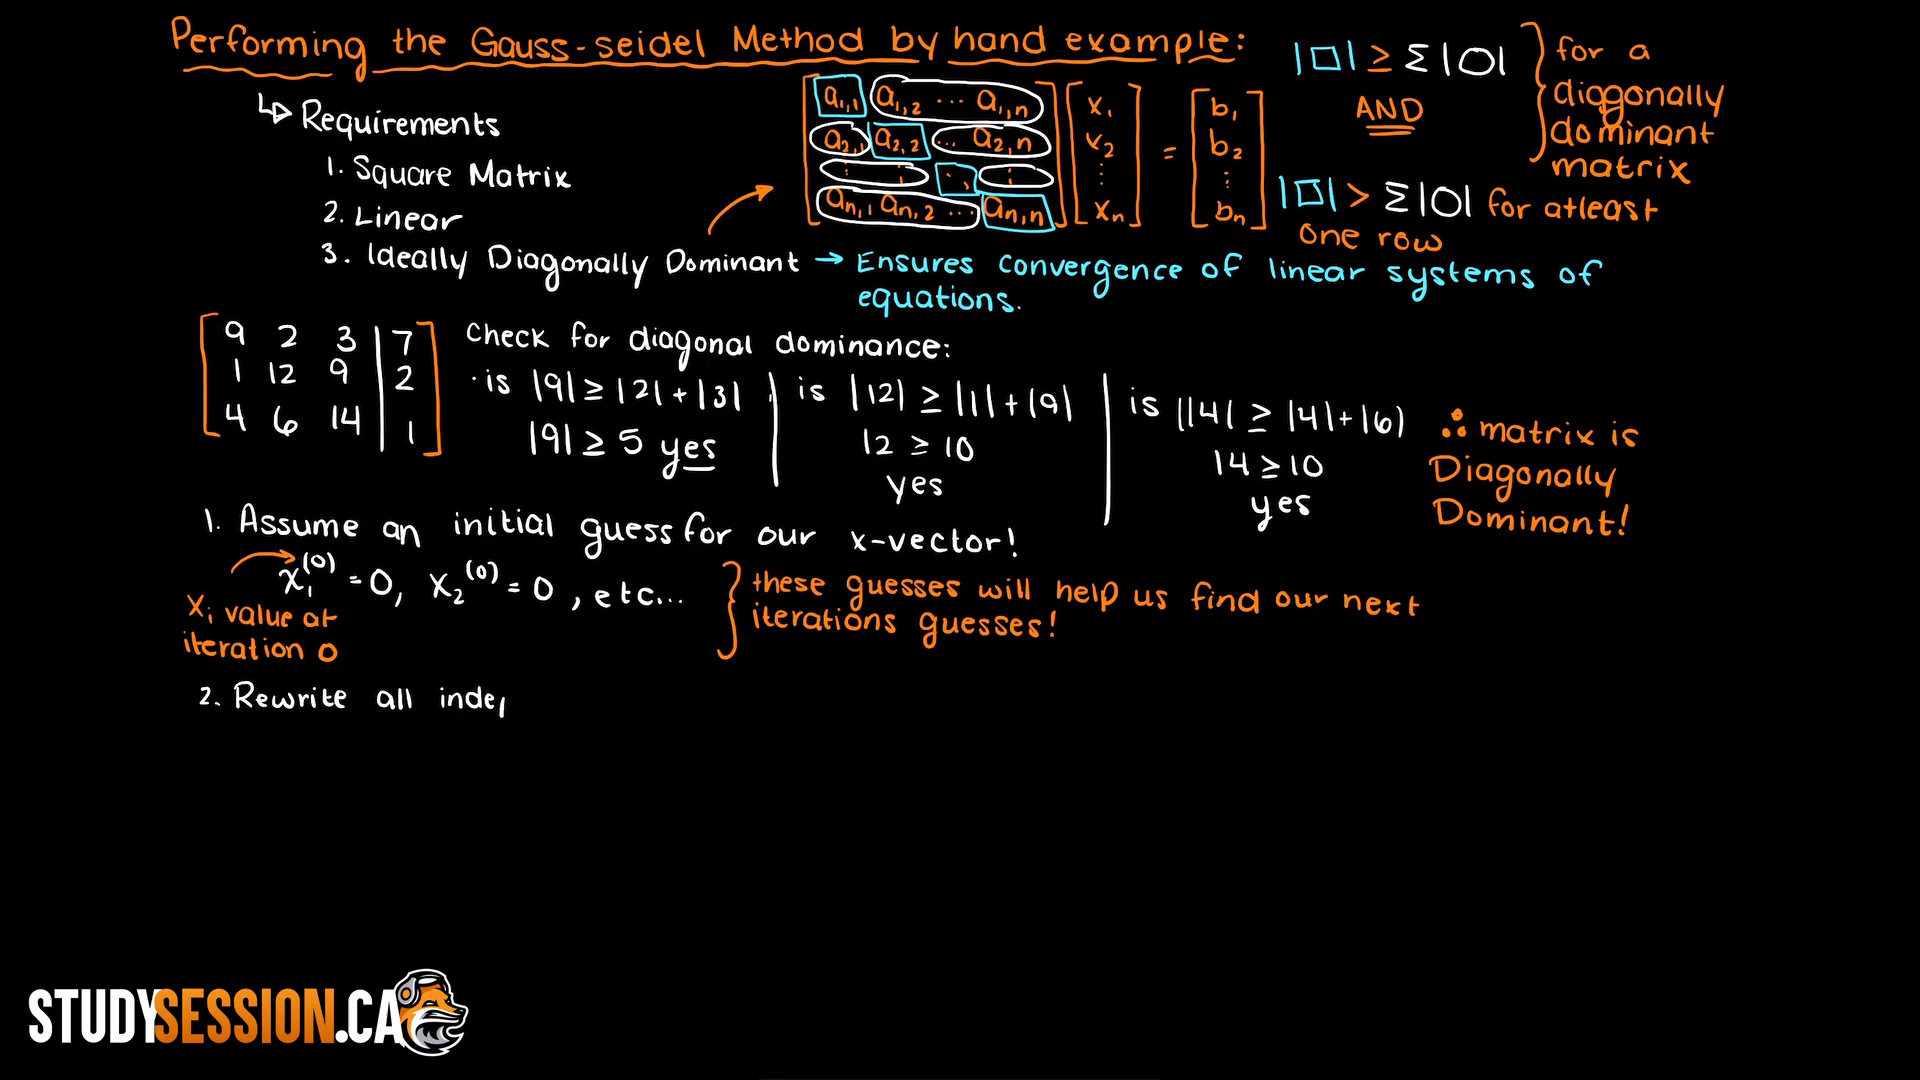 Performing the Gauss-seidel Method by hand example:
↳ Requirements
1. Square Matrix
2. Linear
3. Ideally Diagonally Dominant → Ensures convergence of linear systems of
equations.
a1,1 a1,2 ... a1,n
a2,1 a2,2 ... a2,n
⋮ ⋮ ⋱ ⋮
an,1 an,2 ... an,n
x1
x2
⋮
xn
=
b1
b2
⋮
bn
|□| ≥ Σ|O|
AND
|□| > Σ|O| for atleast
one row
for a
diagonally
dominant
matrix
9 2 3 | 7
1 12 9 | 2
4 6 14 | 1
Check for diagonal dominance:
· is |9| ≥ |2| + |3|
|9| ≥ 5 yes
is |12| ≥ |1| + |9|
12 ≥ 10
yes
is |14| ≥ |4| + |6|
14 ≥ 10
yes
∴ matrix is
Diagonally
Dominant!
1. Assume an initial guess for our x-vector!
x1^(0) = 0, x2^(0) = 0, etc...
xi value at
iteration 0
these guesses will help us find our next
iterations guesses!
2. Rewrite all inde
STUDYSESSION.CA